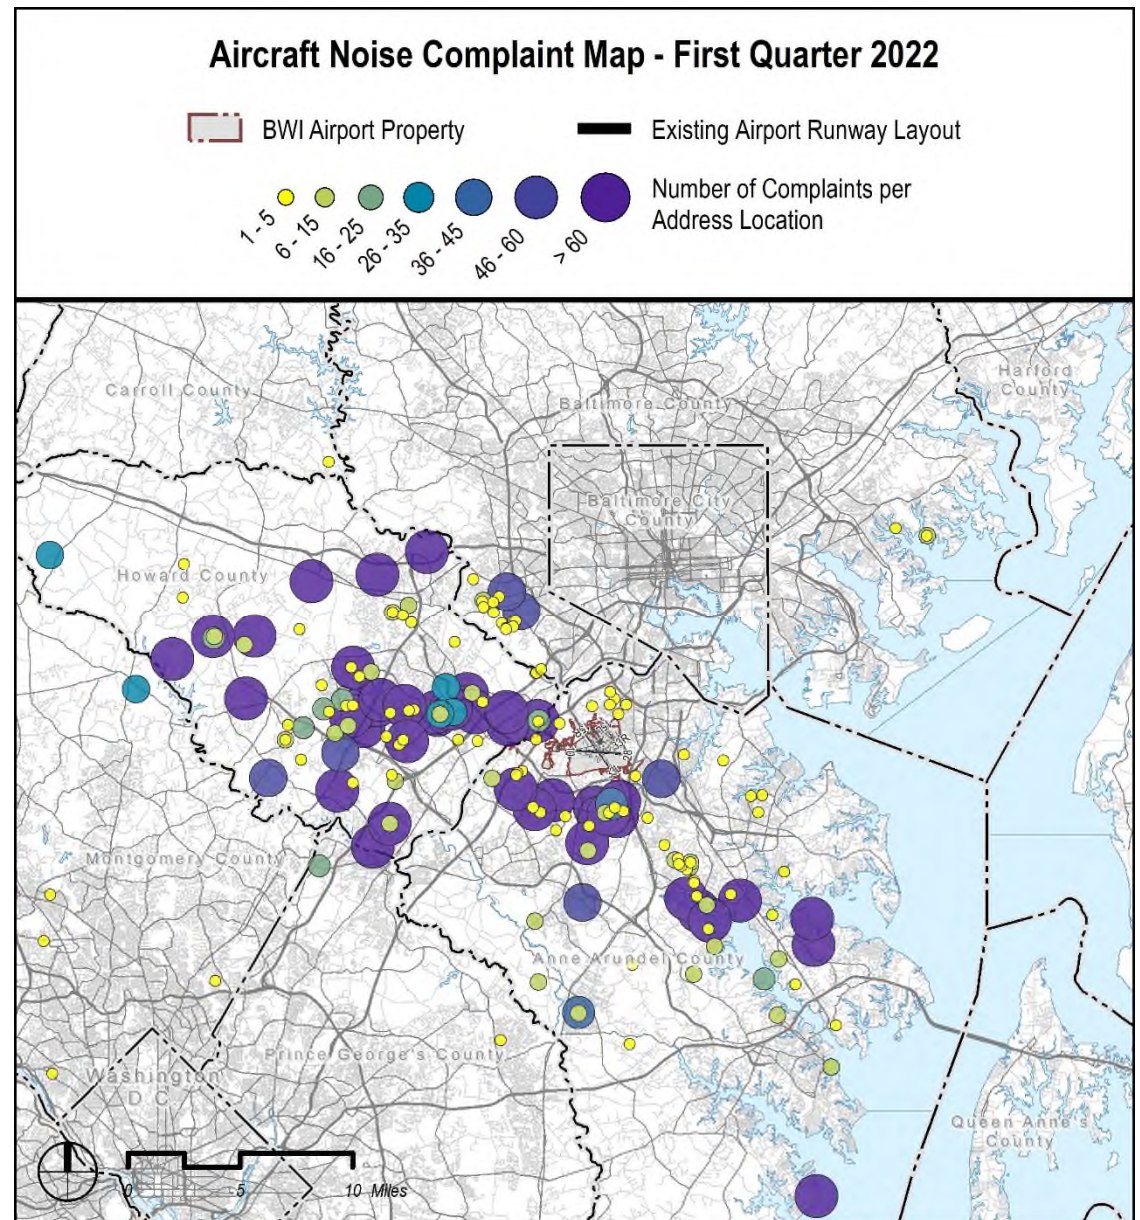 Aircraft Noise Complaint Map - First Quarter 2022
BWI Airport Property
Existing Airport Runway Layout
Number of Complaints per
Address Location
1 - 5
6 - 15
16 - 25
26 - 35
36 - 45
46 - 60
> 60
Harford
County
Carroll County
Baltimore County
Baltimore City
County
Howard County
Montgomery County
Anne Arundel County
Prince George's County
Washington
D.C.
Queen Anne's
County
0 5 10 Miles